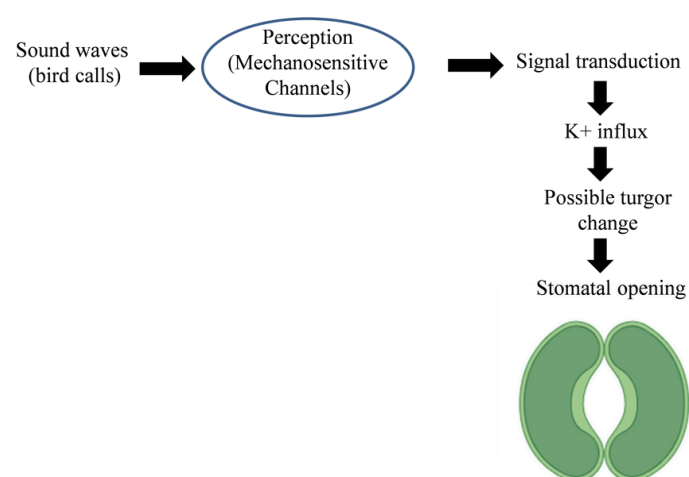 Sound waves
(bird calls)
Perception
(Mechanosensitive
Channels)
Signal transduction
K+ influx
Possible turgor
change
Stomatal opening